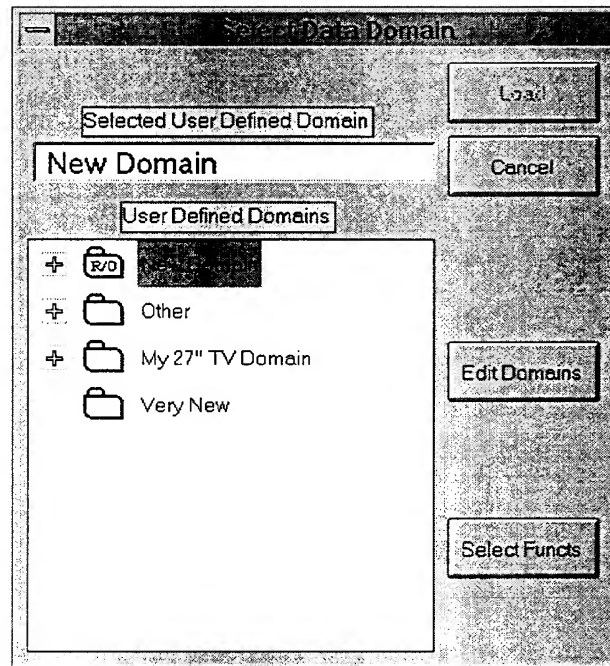 Select Data Domain
Load
Selected User Defined Domain
New Domain
Cancel
User Defined Domains
R/O
Other
My 27" TV Domain
Edit Domains
Very New
Select Functs